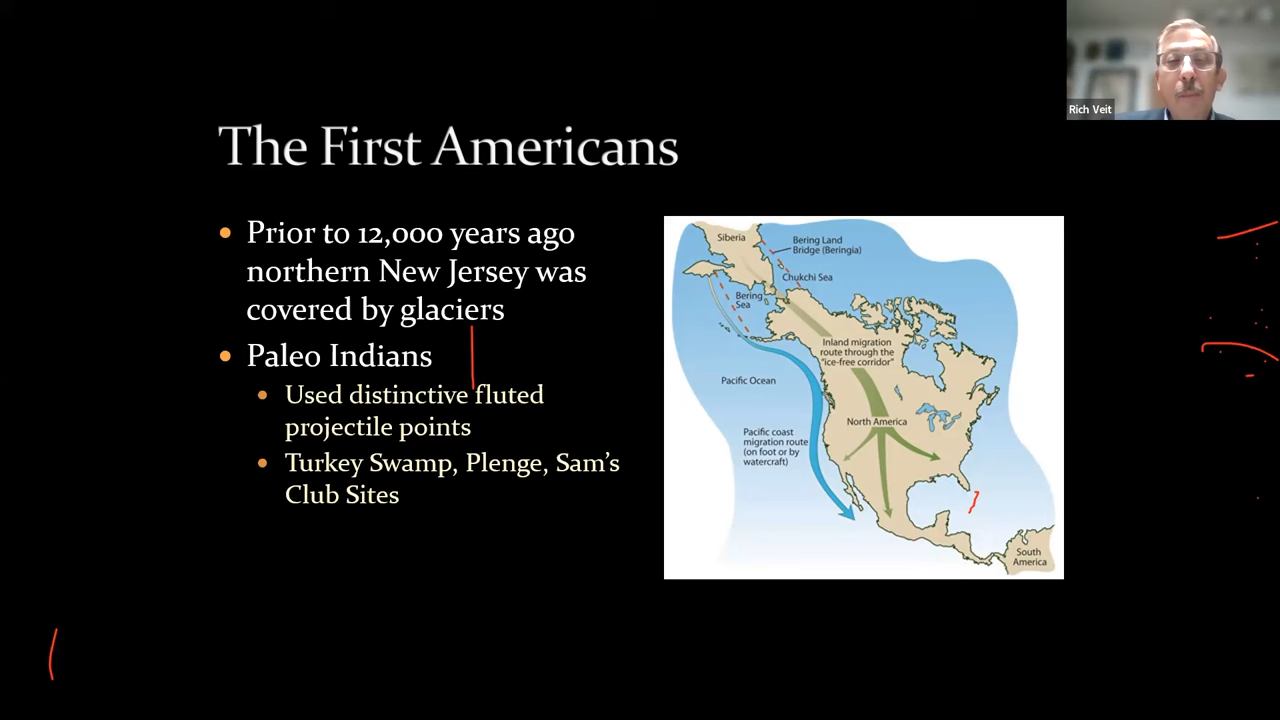 Rich Veit
The First Americans
Prior to 12,000 years ago
northern New Jersey was
covered by glaciers
Paleo Indians
Used distinctive fluted
projectile points
Turkey Swamp, Plenge, Sam's
Club Sites
Siberia
Bering Land
Bridge (Beringia)
Chukchi Sea
Bering
Sea
Inland migration
route through the
"ice-free corridor"
Pacific Ocean
North America
Pacific coast
migration route
(on foot or by
watercraft)
South
America